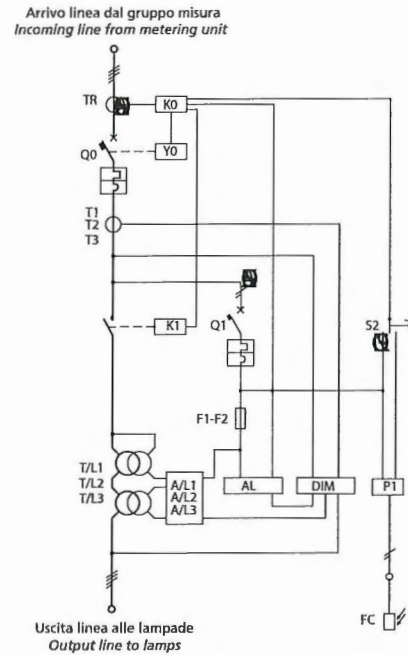 Arrivo linea dal gruppo misura
Incoming line from metering unit
TR
K0
Q0
Y0
T1
T2
T3
K1
Q1
S2
F1-F2
T/L1
T/L2
T/L3
A/L1
A/L2
A/L3
AL
DIM
P1
FC
Uscita linea alle lampade
Output line to lamps